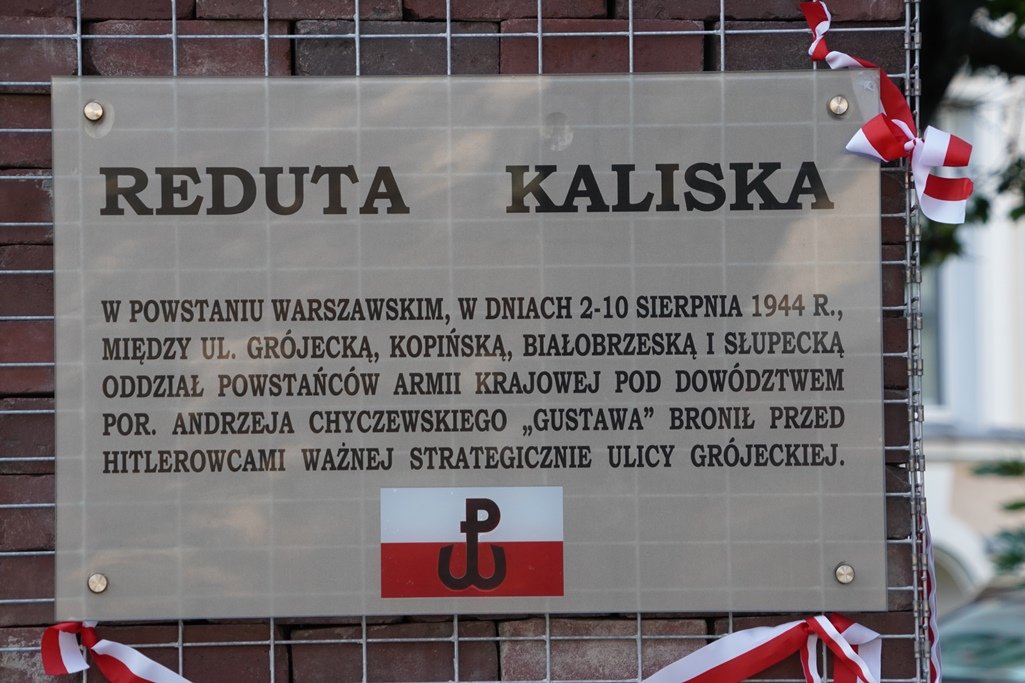 REDUTA KALISKA
W POWSTANIU WARSZAWSKIM, W DNIACH 2-10 SIERPNIA 1944 R.,
MIĘDZY UL. GRÓJECKĄ, KOPIŃSKĄ, BIAŁOBRZESKĄ I SŁUPECKĄ
ODDZIAŁ POWSTAŃCÓW ARMII KRAJOWEJ POD DOWÓDZTWEM
POR. ANDRZEJA CHYCZEWSKIEGO „GUSTAWA” BRONIŁ PRZED
HITLEROWCAMI WAŻNEJ STRATEGICZNIE ULICY GRÓJECKIEJ.